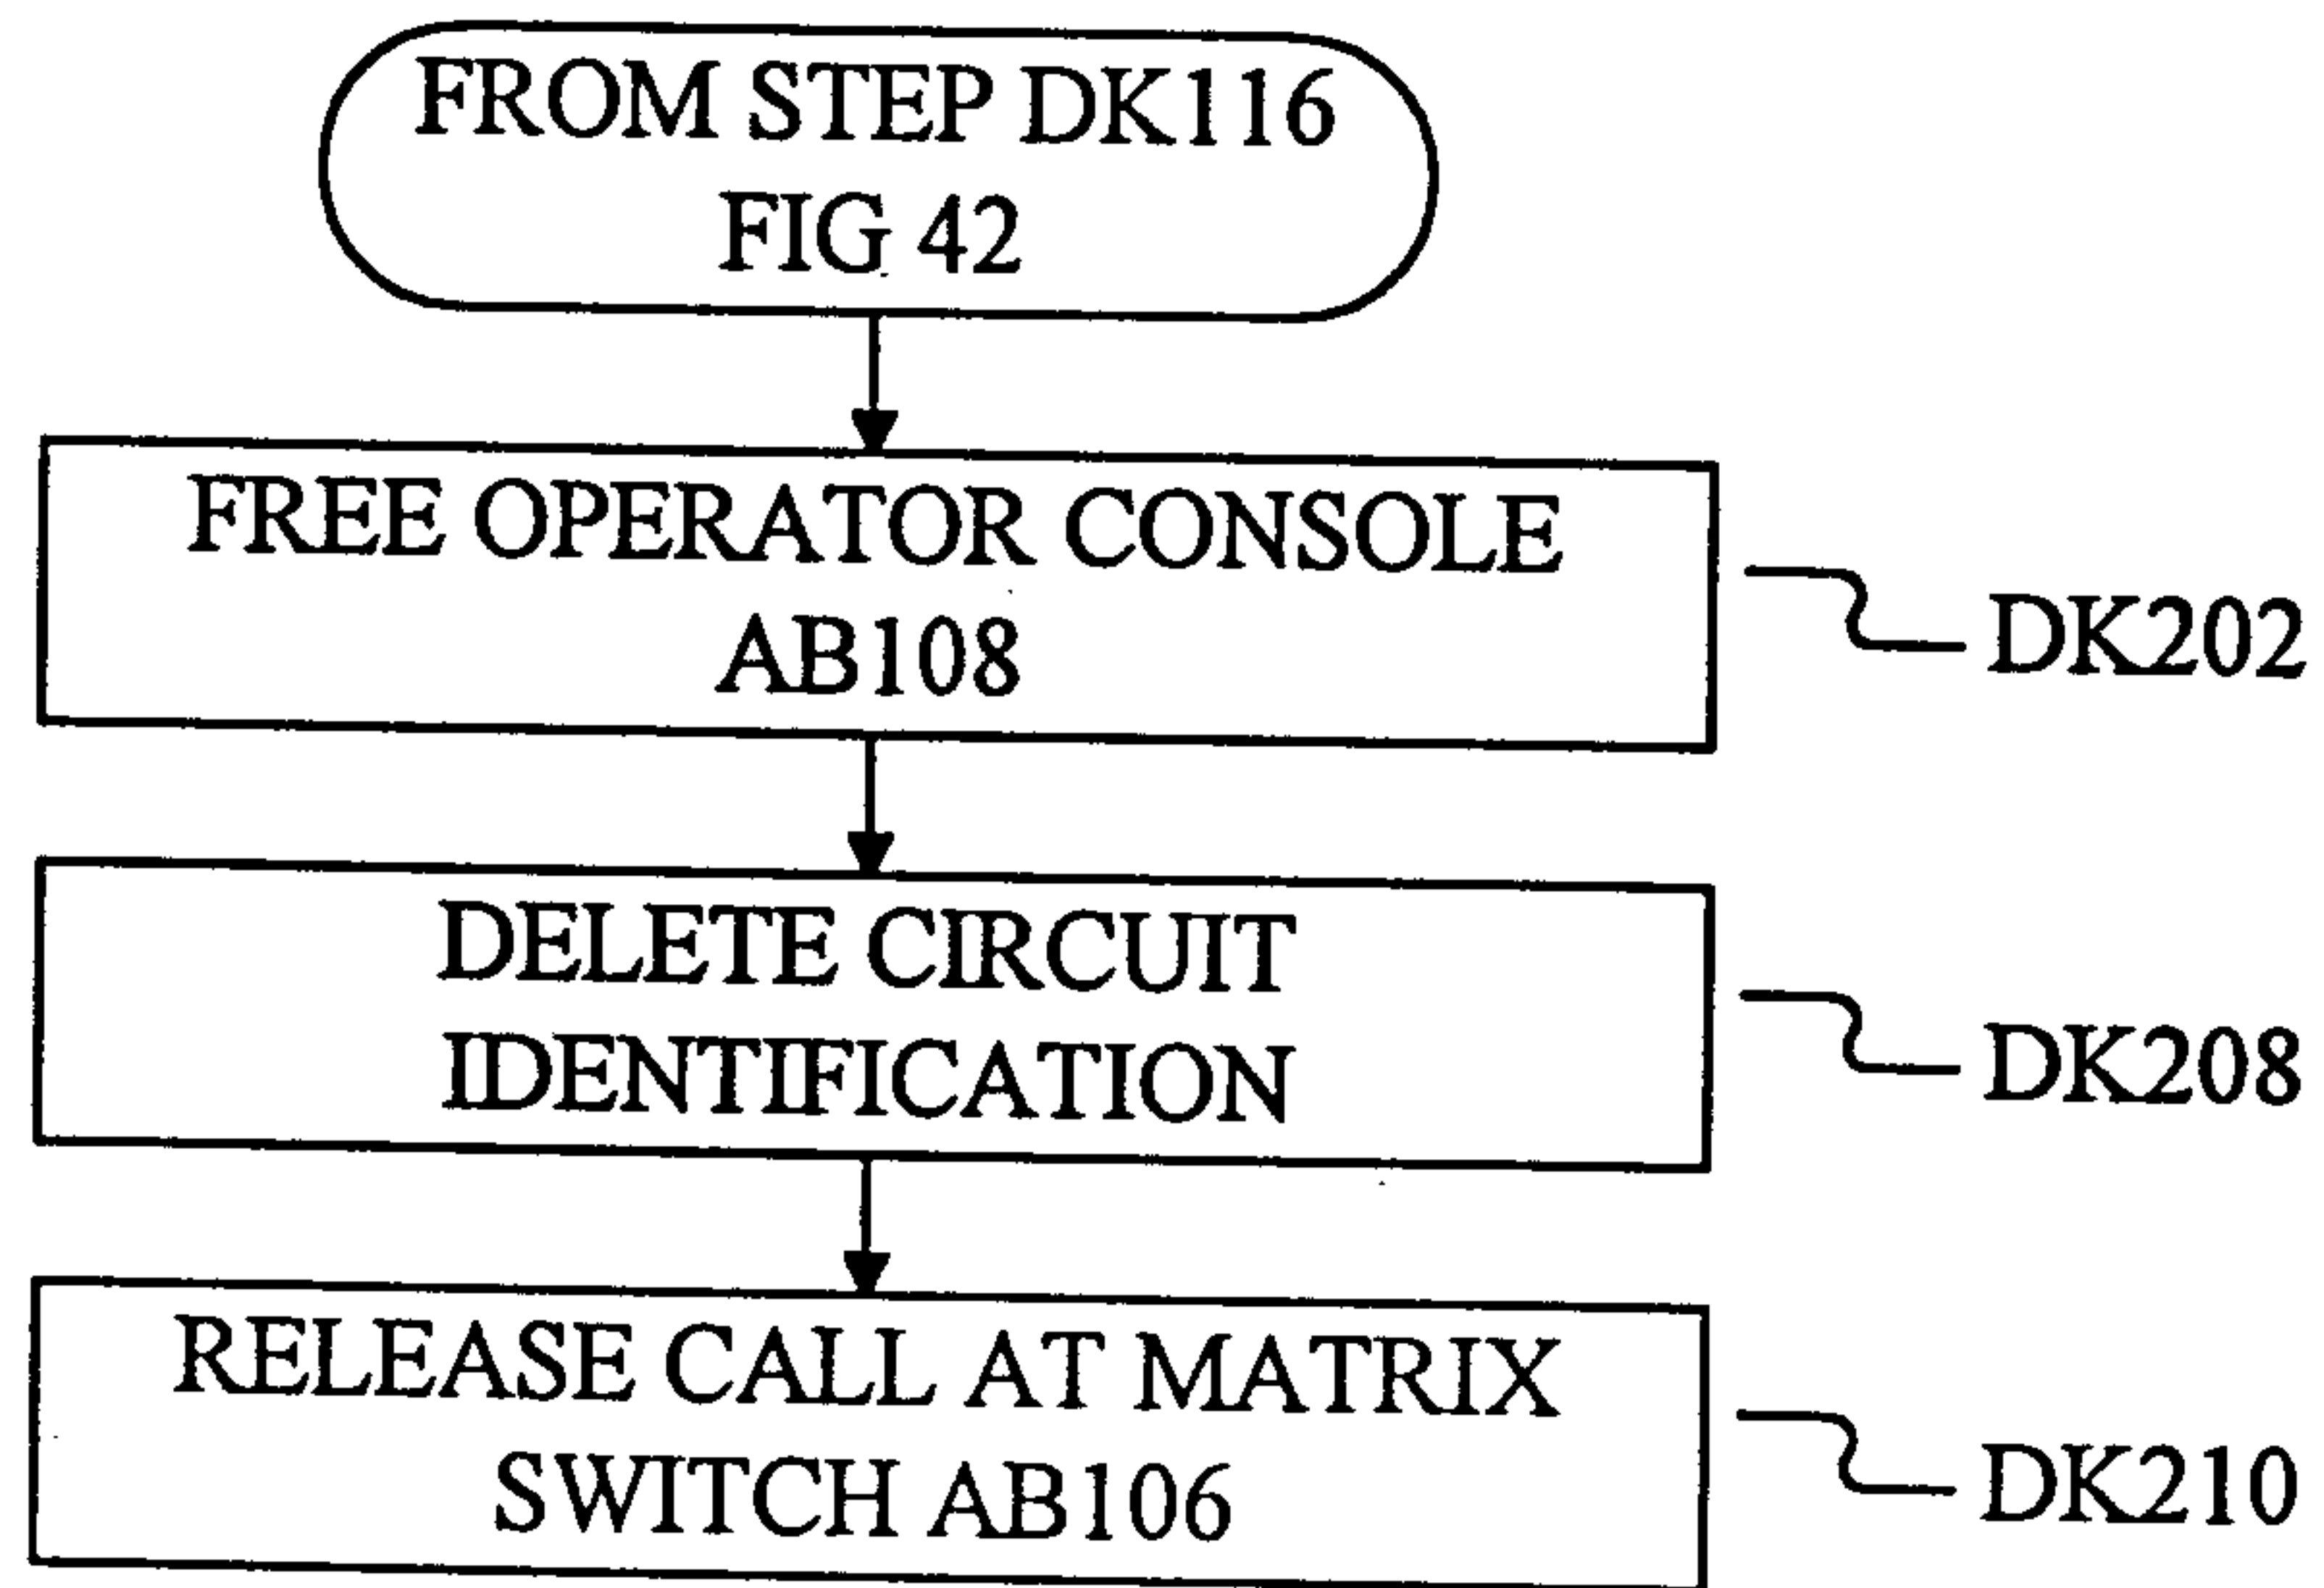 FROM STEP DK116
FIG 42
FREE OPERATOR CONSOLE
AB108
DK202
DELETE CIRCUIT
IDENTIFICATION
DK208
RELEASE CALL AT MATRIX
SWITCH AB106
DK210